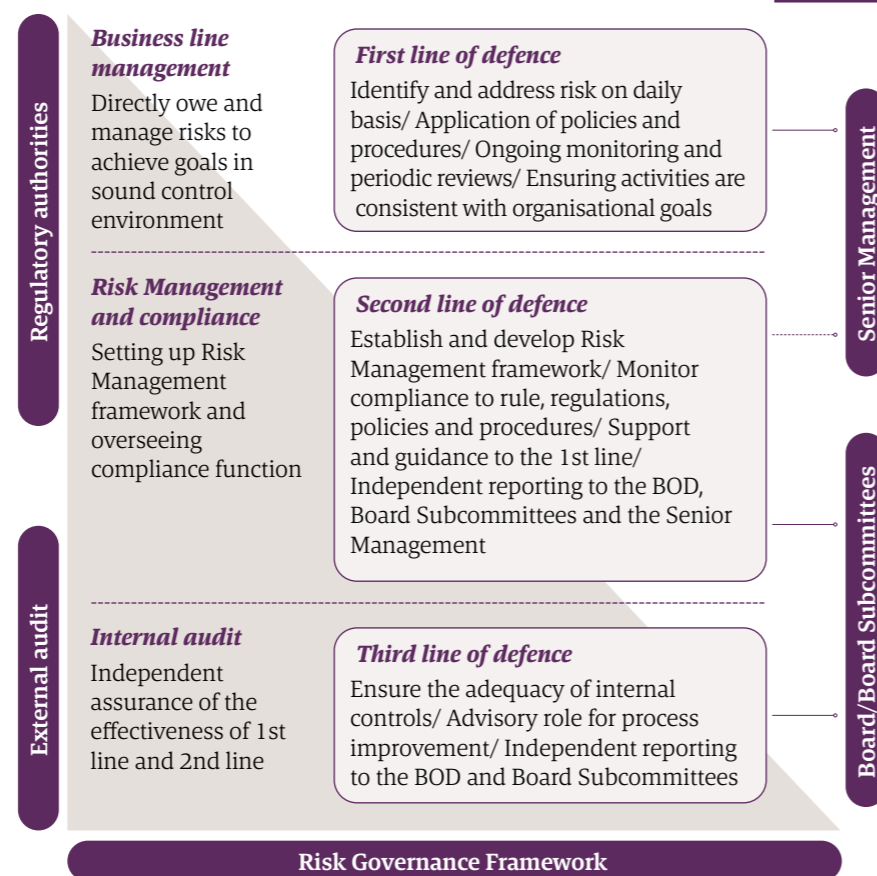 Regulatory authorities
External audit
Business line
management
Directly owe and
manage risks to
achieve goals in
sound control
environment
First line of defence
Identify and address risk on daily
basis/ Application of policies and
procedures/ Ongoing monitoring and
periodic reviews/ Ensuring activities are
consistent with organisational goals
Risk Management
and compliance
Setting up Risk
Management
framework and
overseeing
compliance function
Second line of defence
Establish and develop Risk
Management framework/ Monitor
compliance to rule, regulations,
policies and procedures/ Support
and guidance to the 1st line/
Independent reporting to the BOD,
Board Subcommittees and the Senior
Management
Internal audit
Independent
assurance of the
effectiveness of 1st
line and 2nd line
Third line of defence
Ensure the adequacy of internal
controls/ Advisory role for process
improvement/ Independent reporting
to the BOD and Board Subcommittees
Senior Management
Board/Board Subcommittees
Risk Governance Framework